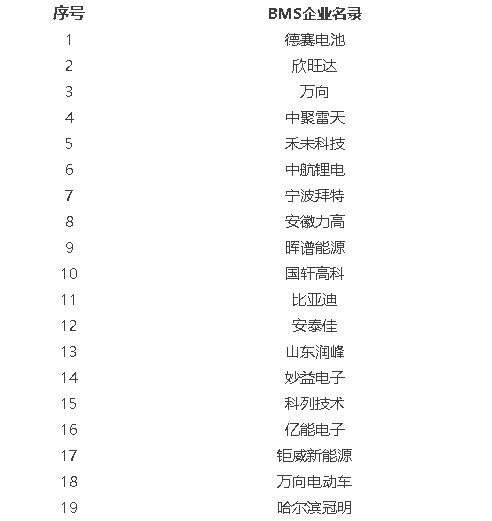 序号 BMS企业名录
1 德赛电池
2 欣旺达
3 万向
4 中聚雷天
5 禾未科技
6 中航锂电
7 宁波拜特
8 安徽力高
9 晖谱能源
10 国轩高科
11 比亚迪
12 安泰佳
13 山东润峰
14 妙益电子
15 科列技术
16 亿能电子
17 钜威新能源
18 万向电动车
19 哈尔滨冠明